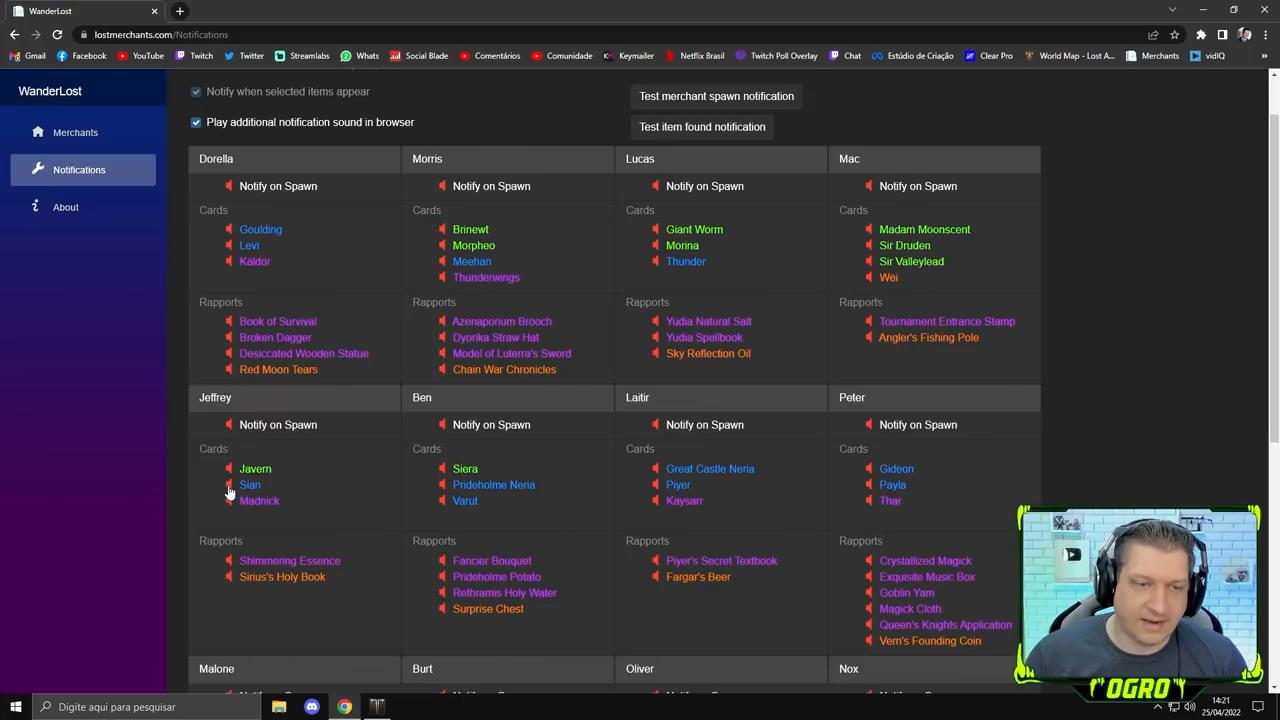 WanderLost
lostmerchants.com/Notifications
Gmail
Facebook
YouTube
Twitch
Twitter
Streamlabs
Whats
Social Blade
Comentários
Comunidade
Keymailer
Netflix Brasil
Twitch Poll Overlay
Chat
Estúdio de Criação
Clear Pro
World Map - Lost A...
Merchants
vidIQ
WanderLost
Merchants
Notifications
About
Notify when selected items appear
Test merchant spawn notification
Play additional notification sound in browser
Test item found notification
Dorella
Notify on Spawn
Cards
Goulding
Levi
Kaldor
Rapports
Book of Survival
Broken Dagger
Desiccated Wooden Statue
Red Moon Tears
Morris
Notify on Spawn
Cards
Brinewt
Morpheo
Meehan
Thunderwings
Rapports
Azenaporium Brooch
Dyorika Straw Hat
Model of Luterra's Sword
Chain War Chronicles
Lucas
Notify on Spawn
Cards
Giant Worm
Morina
Thunder
Rapports
Yudia Natural Salt
Yudia Spellbook
Sky Reflection Oil
Mac
Notify on Spawn
Cards
Madam Moonscent
Sir Druden
Sir Valleylead
Wei
Rapports
Tournament Entrance Stamp
Angler's Fishing Pole
Jeffrey
Notify on Spawn
Cards
Javern
Sian
Madnick
Rapports
Shimmering Essence
Sirius's Holy Book
Ben
Notify on Spawn
Cards
Siera
Prideholme Neria
Varut
Rapports
Fancier Bouquet
Prideholme Potato
Rethramis Holy Water
Surprise Chest
Laitir
Notify on Spawn
Cards
Great Castle Neria
Piyer
Kaysarr
Rapports
Piyer's Secret Textbook
Fargar's Beer
Peter
Notify on Spawn
Cards
Gideon
Payla
Thar
Rapports
Crystallized Magick
Exquisite Music Box
Goblin Yam
Magick Cloth
Queen's Knights Application
Vern's Founding Coin
Malone
Burt
Oliver
Nox
OGRO
Digite aqui para pesquisar
14:21
25/04/2022